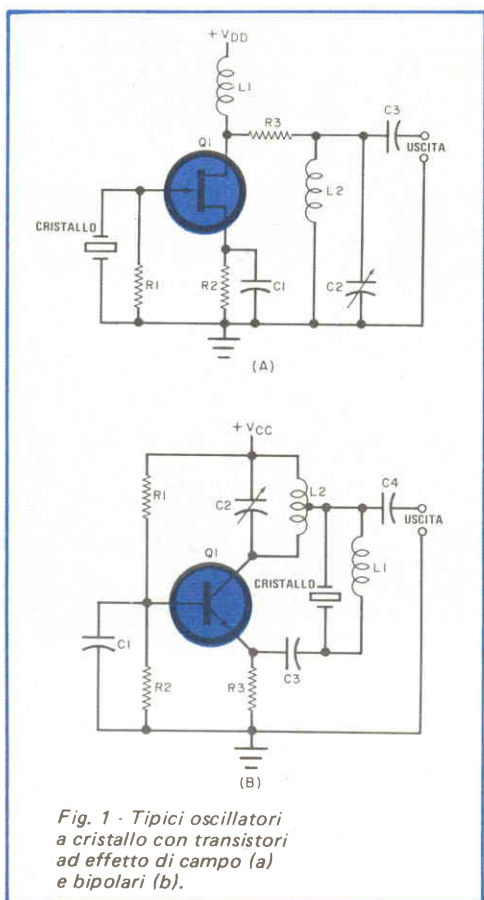 + VDD
L1
R3
C3
Q1
USCITA
L2
CRISTALLO
R1
R2
C1
C2
(A)
+ VCC
R1
C2
L2
C4
USCITA
Q1
CRISTALLO
L1
C1
R2
R3
C3
(B)
Fig. 1 - Tipici oscillatori
a cristallo con transistori
ad effetto di campo (a)
e bipolari (b).